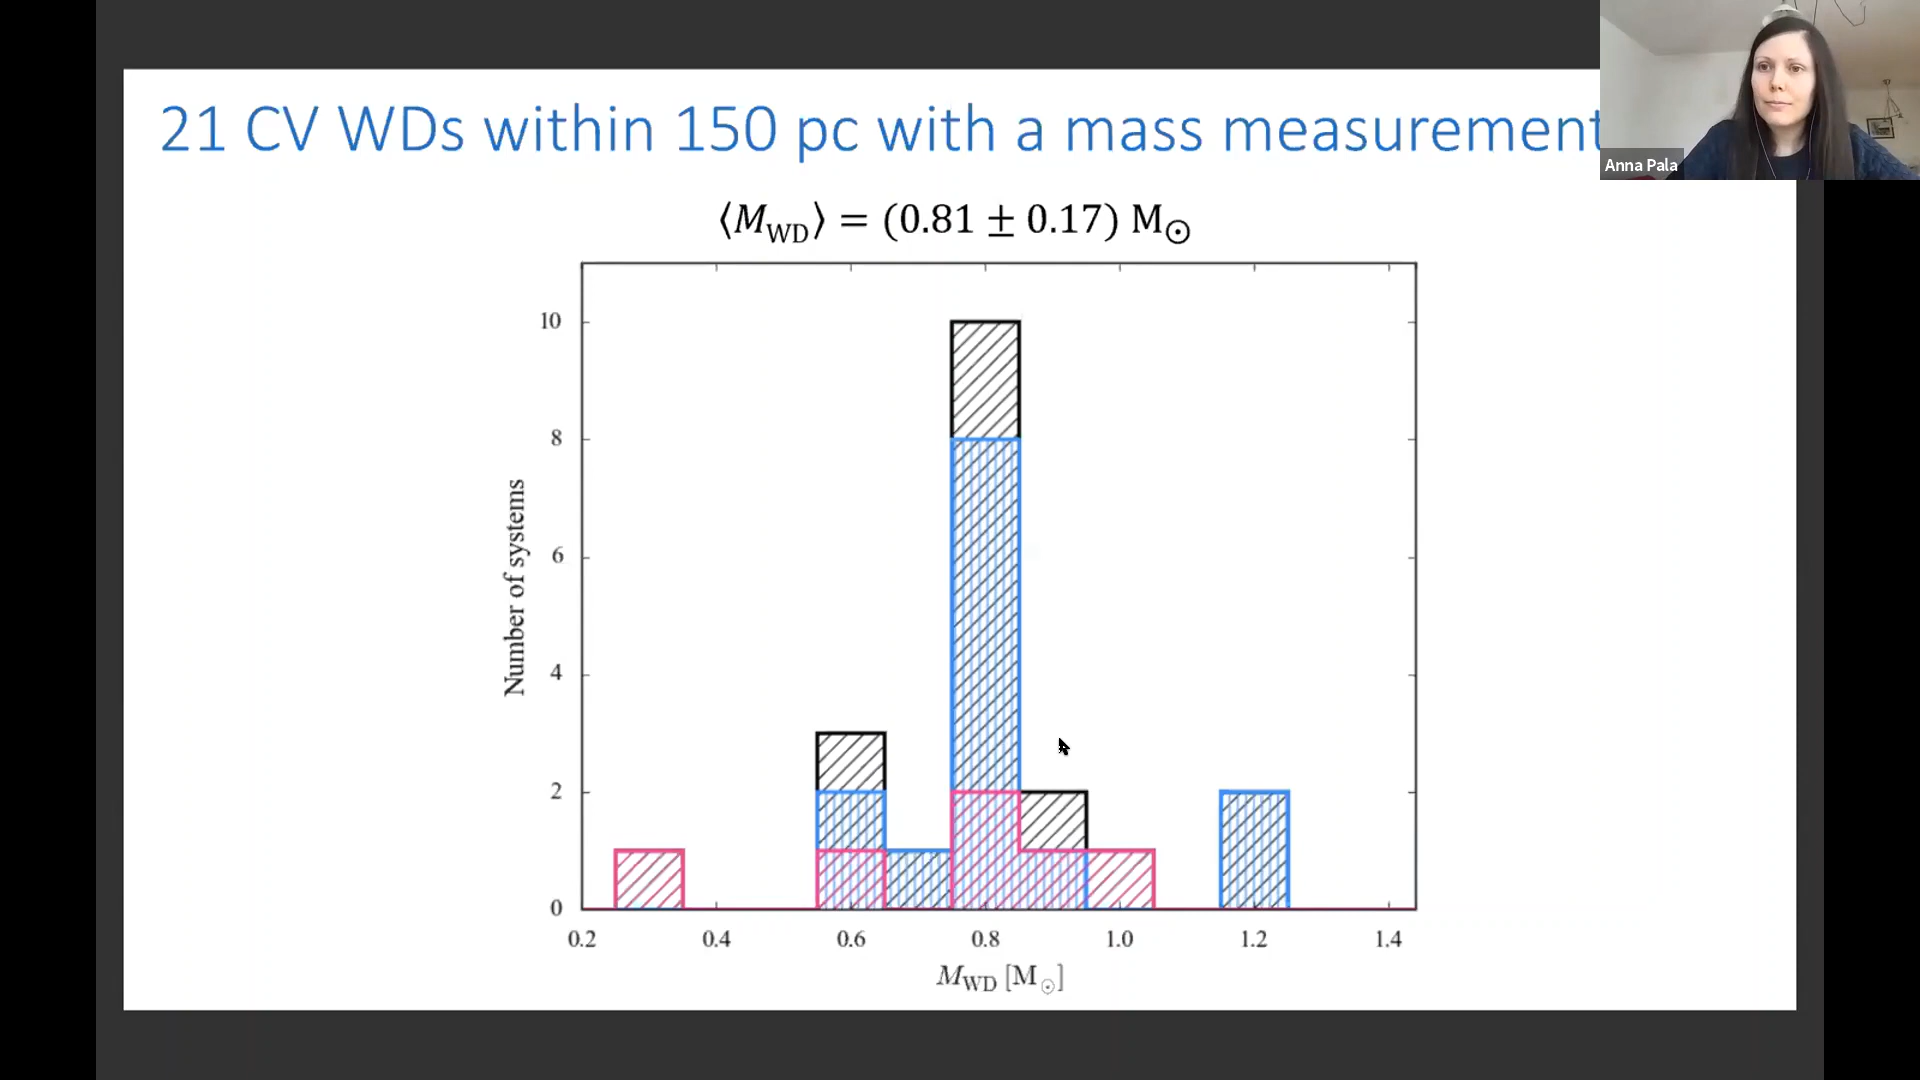 21 CV WDs within 150 pc with a mass measurement
Anna Pala
⟨M_WD⟩ = (0.81 ± 0.17) M_⊙
10
8
6
4
2
0
Number of systems
0.2 0.4 0.6 0.8 1.0 1.2 1.4
M_WD [M_⊙]